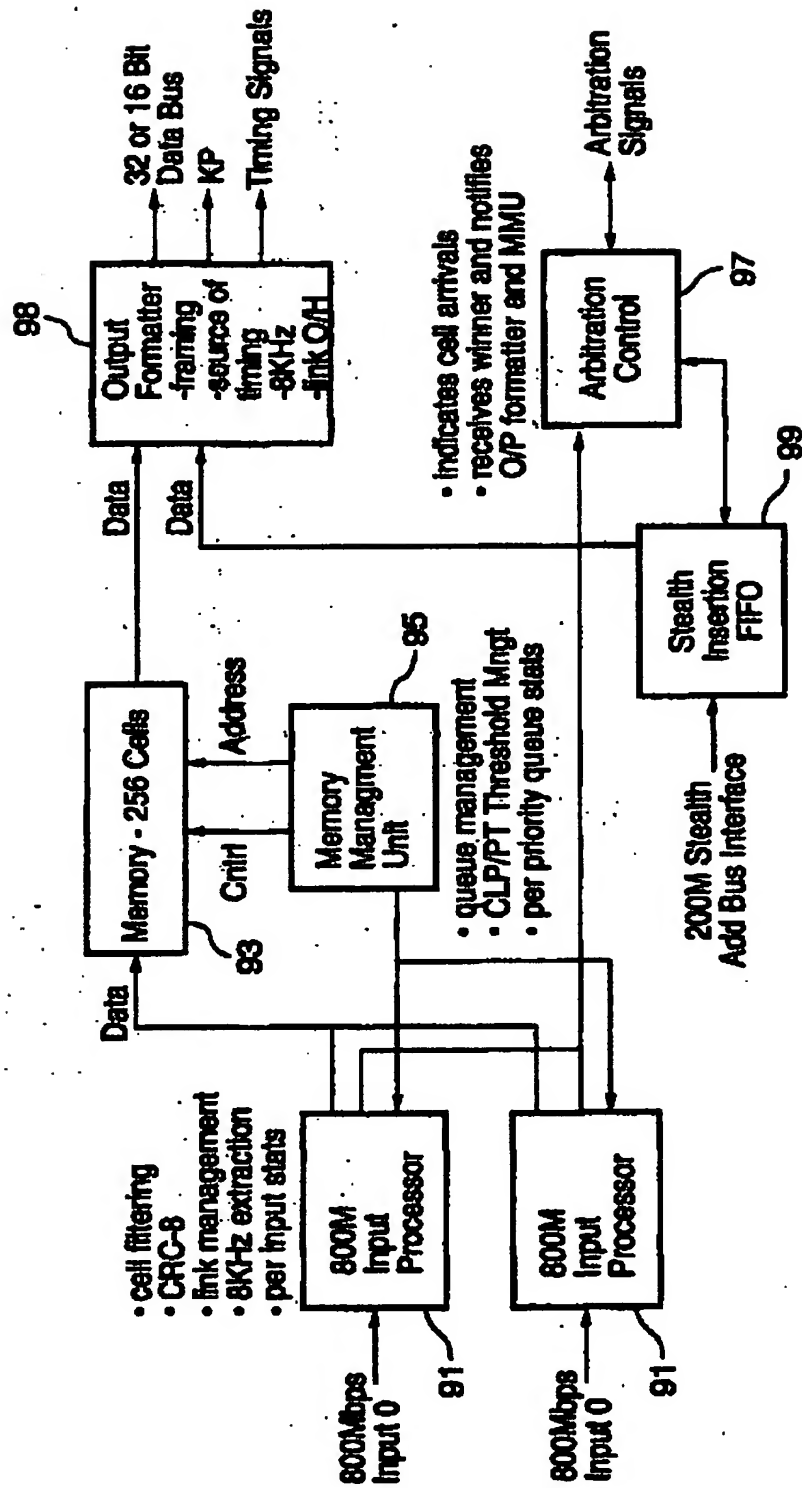 800Mbps
Input 0
91
800M
Input
Processor
• cell filtering
• CRC-8
• link management
• 8KHz extraction
• per input stats
800Mbps
Input 0
91
800M
Input
Processor
Data
93
Memory - 256 Cells
Cntrl
Address
Memory
Managment
Unit
95
• queue management
• CLP/PT Threshold Mngt
• per priority queue stats
Data
Data
98
Output
Formatter
-framing
-source of
timing
-8KHz
-link O/H
32 or 16 Bit
Data Bus
KP
Timing Signals
• indicates cell arrivals
• receives winner and notifies
O/P formatter and MMU
Arbitration
Control
97
Arbitration
Signals
Stealth
Insertion
FIFO
99
200M Stealth
Add Bus Interface